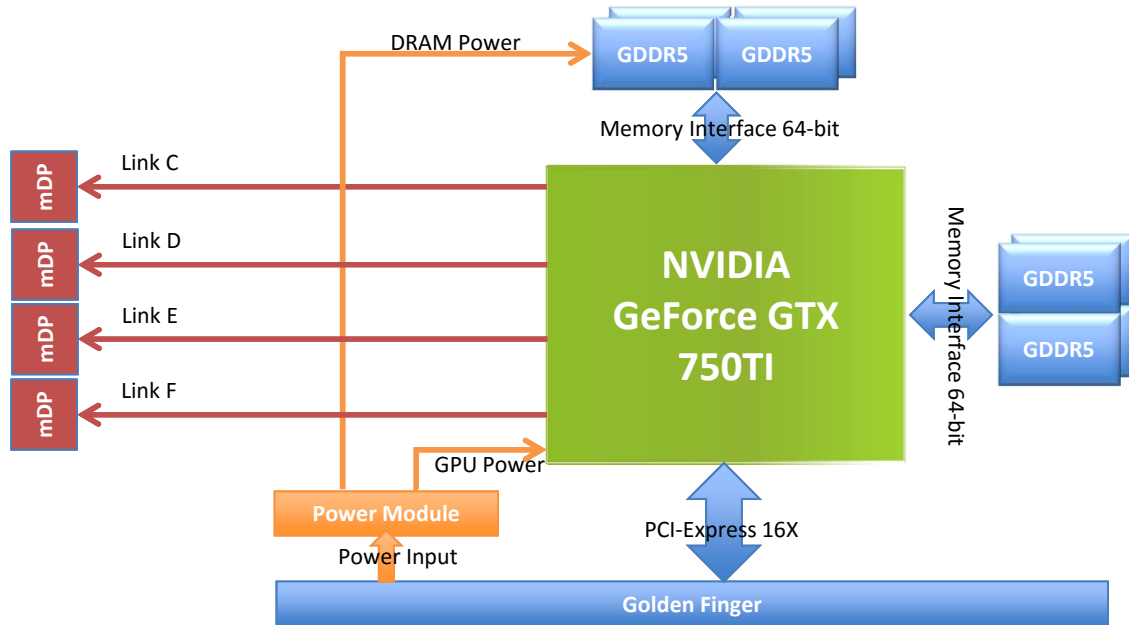 DRAM Power
GDDR5
GDDR5
Memory Interface 64-bit
mDP
Link C
mDP
Link D
mDP
Link E
mDP
Link F
NVIDIA
GeForce GTX
750TI
Memory Interface 64-bit
GDDR5
GDDR5
GPU Power
Power Module
Power Input
PCI-Express 16X
Golden Finger